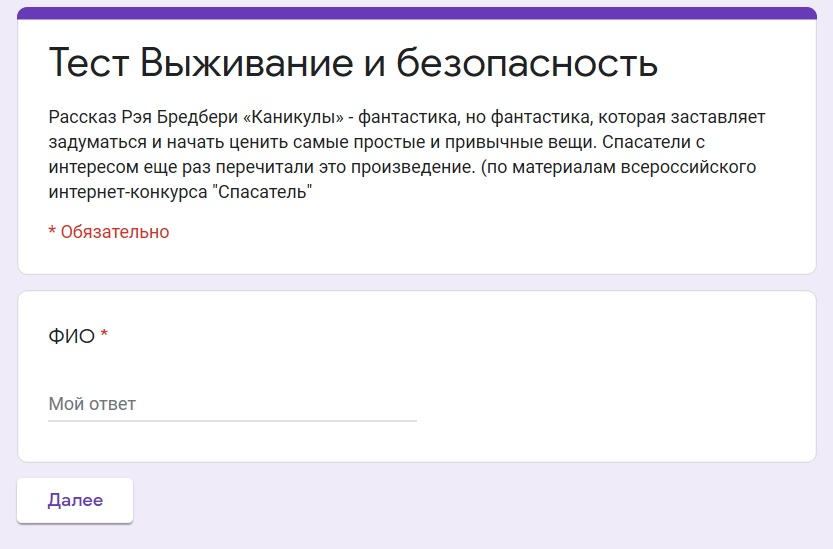 Тест Выживание и безопасность
Рассказ Рэя Бредбери «Каникулы» - фантастика, но фантастика, которая заставляет
задуматься и начать ценить самые простые и привычные вещи. Спасатели с
интересом еще раз перечитали это произведение. (по материалам всероссийского
интернет-конкурса "Спасатель"
* Обязательно
ФИО *
Мой ответ
Далее